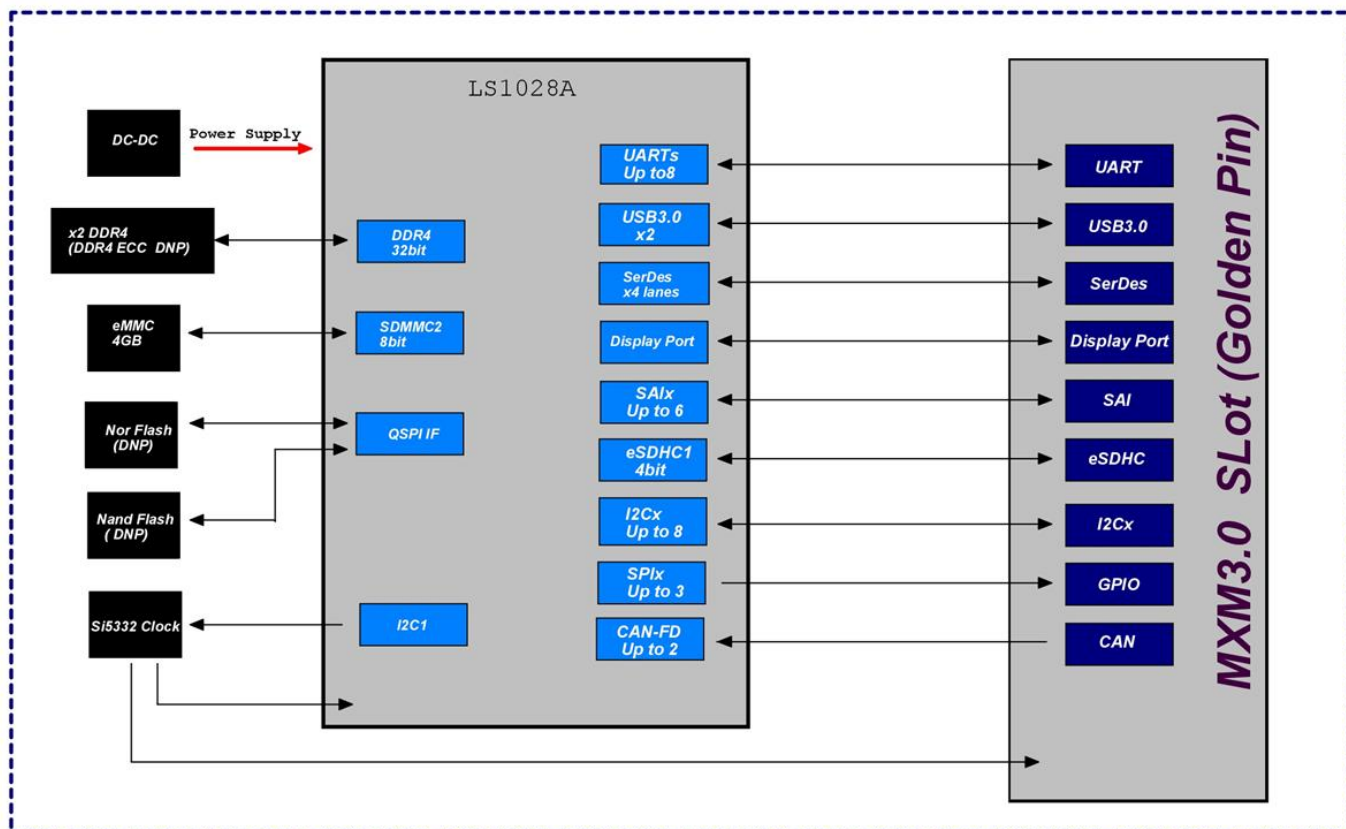 LS1028A
DC-DC
Power Supply
x2 DDR4
(DDR4 ECC DNP)
eMMC
4GB
Nor Flash
(DNP)
Nand Flash
( DNP)
Si5332 Clock
DDR4
32bit
SDMMC2
8bit
QSPI IF
I2C1
UARTs
Up to8
USB3.0
x2
SerDes
x4 lanes
Display Port
SAIx
Up to 6
eSDHC1
4bit
I2Cx
Up to 8
SPIx
Up to 3
CAN-FD
Up to 2
UART
USB3.0
SerDes
Display Port
SAI
eSDHC
I2Cx
GPIO
CAN
MXM3.0 SLot (Golden Pin)